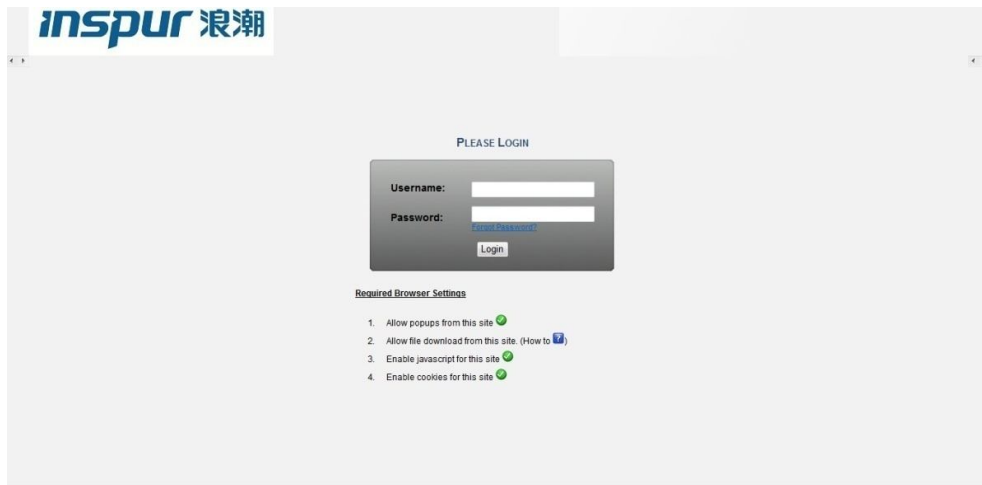 inspur 浪潮
PLEASE LOGIN
Username:
Password:
Forgot Password?
Login
Required Browser Settings
1. Allow popups from this site
2. Allow file download from this site. (How to ?)
3. Enable javascript for this site
4. Enable cookies for this site